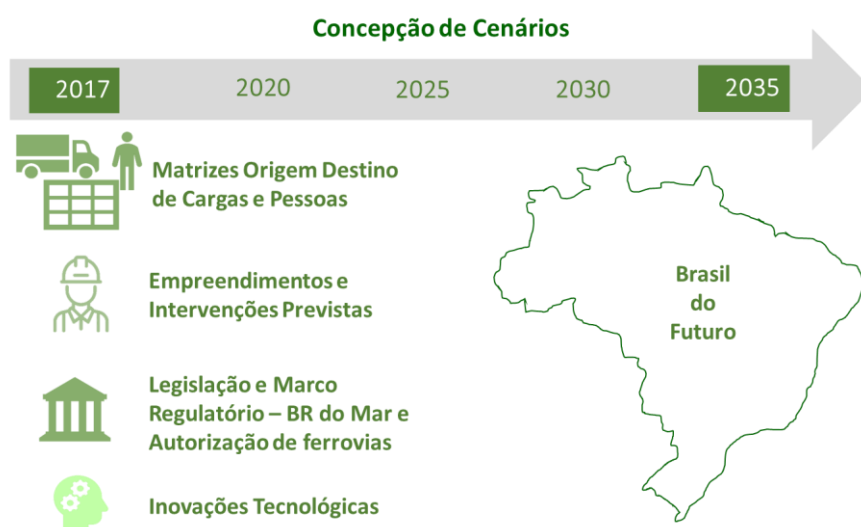 Concepção de Cenários
2017 2020 2025 2030 2035
Matrizes Origem Destino
de Cargas e Pessoas
Empreendimentos e
Intervenções Previstas
Legislação e Marco
Regulatório – BR do Mar e
Autorização de ferrovias
Inovações Tecnológicas
Brasil
do
Futuro